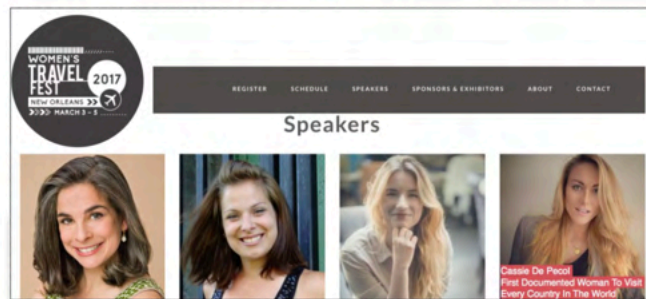 WOMEN'S
TRAVEL
FEST
2017
NEW ORLEANS >>
>>>> MARCH 3 - 5
REGISTER SCHEDULE SPEAKERS SPONSORS & EXHIBITORS ABOUT CONTACT
Speakers
Cassie De Pecol
First Documented Woman To Visit
Every Country In The World